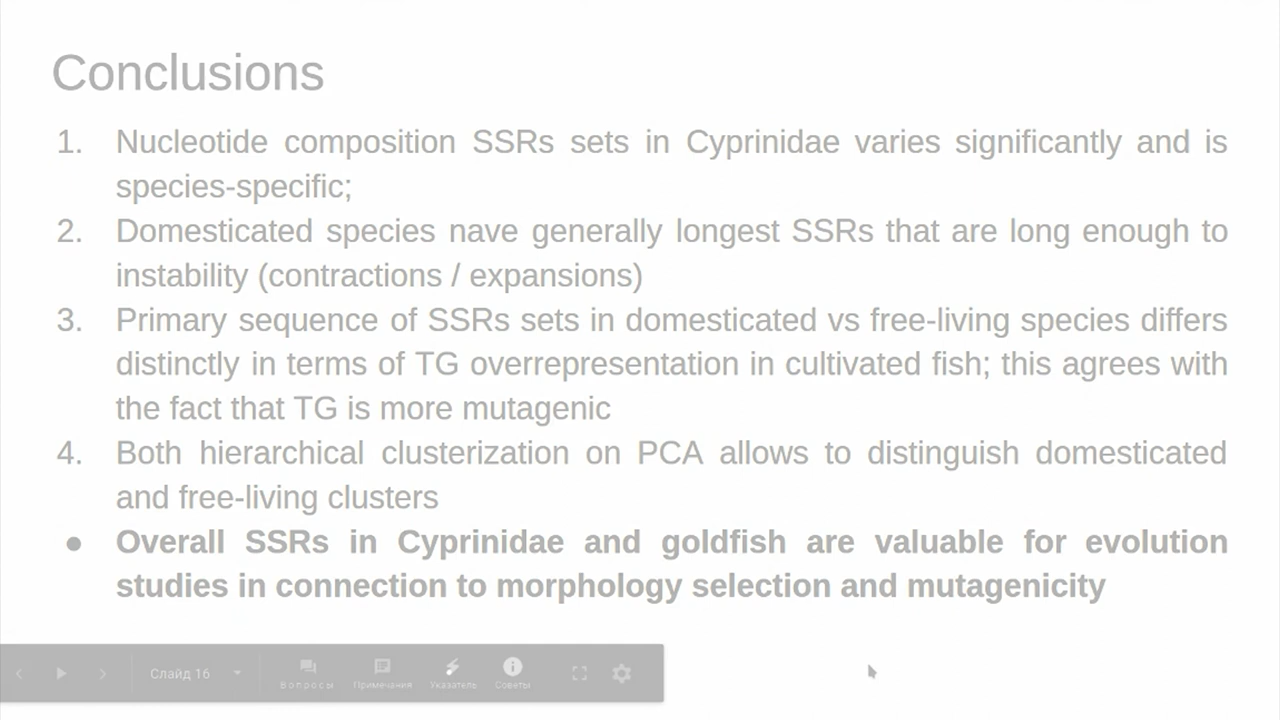 Conclusions
1. Nucleotide composition SSRs sets in Cyprinidae varies significantly and is
species-specific;
2. Domesticated species nave generally longest SSRs that are long enough to
instability (contractions / expansions)
3. Primary sequence of SSRs sets in domesticated vs free-living species differs
distinctly in terms of TG overrepresentation in cultivated fish; this agrees with
the fact that TG is more mutagenic
4. Both hierarchical clusterization on PCA allows to distinguish domesticated
and free-living clusters
● Overall SSRs in Cyprinidae and goldfish are valuable for evolution
studies in connection to morphology selection and mutagenicity
Слайд 16
Вопросы Примечания Указатель Советы